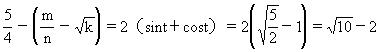 5/4 − (m/n − √k) = 2 (sint+cost) = 2(√(5/2) − 1) = √10 − 2